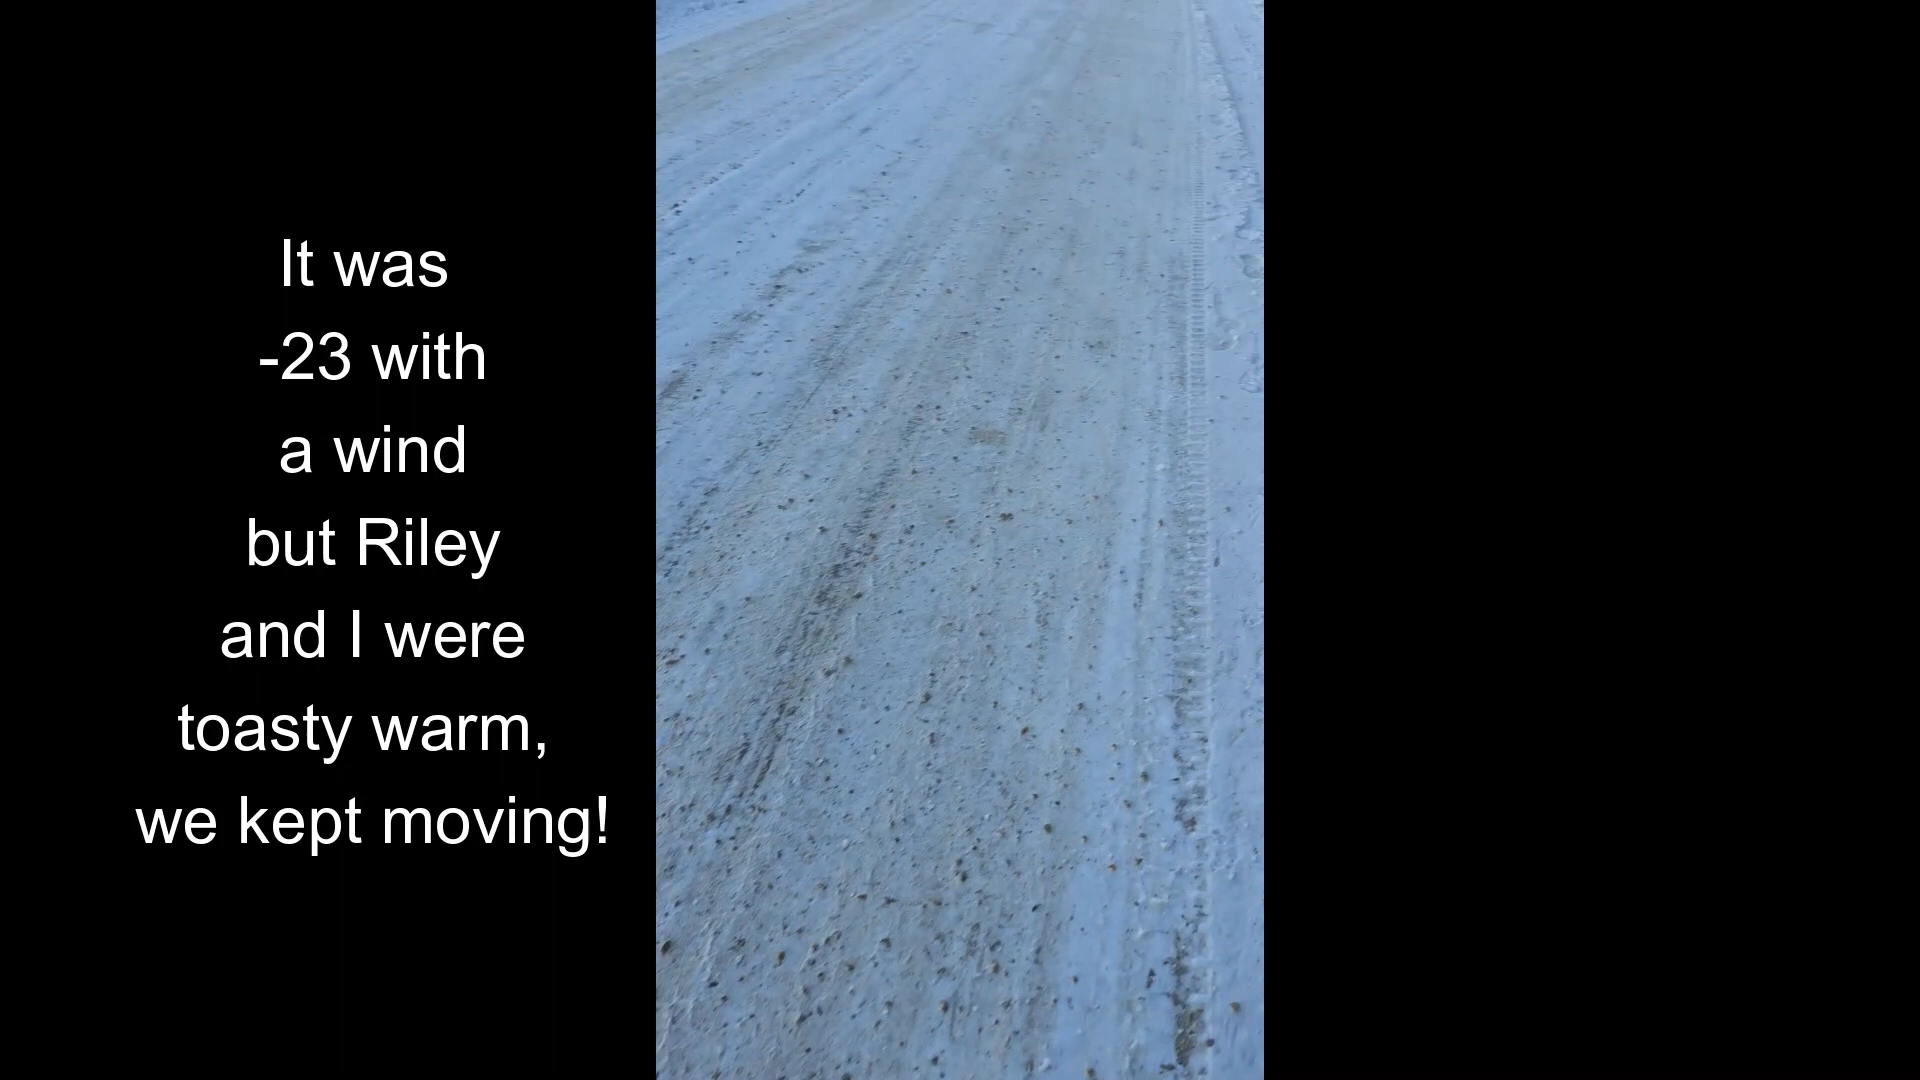 It was
-23 with
a wind
but Riley
and I were
toasty warm,
we kept moving!